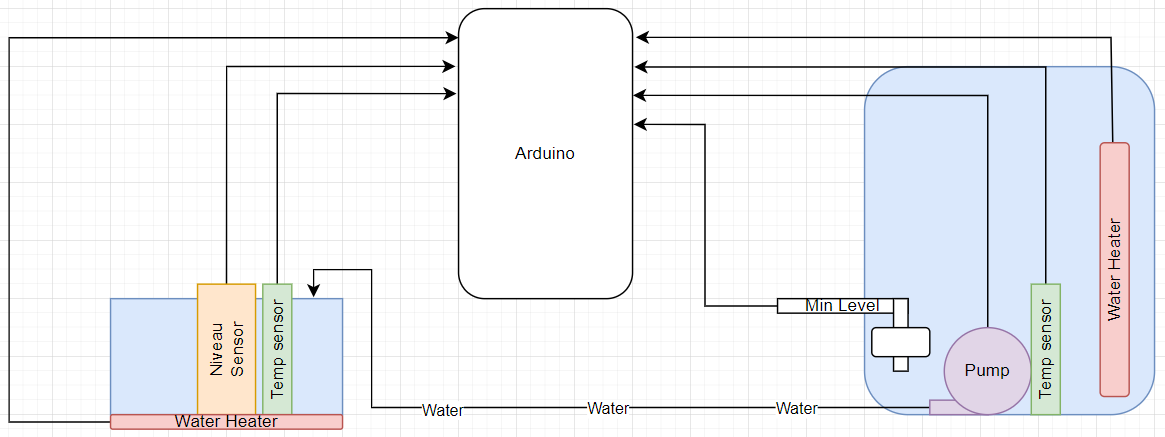 Arduino
Water Heater
Min Level
Niveau
Sensor
Temp sensor
Pump
Temp sensor
Water
Water
Water
Water Heater